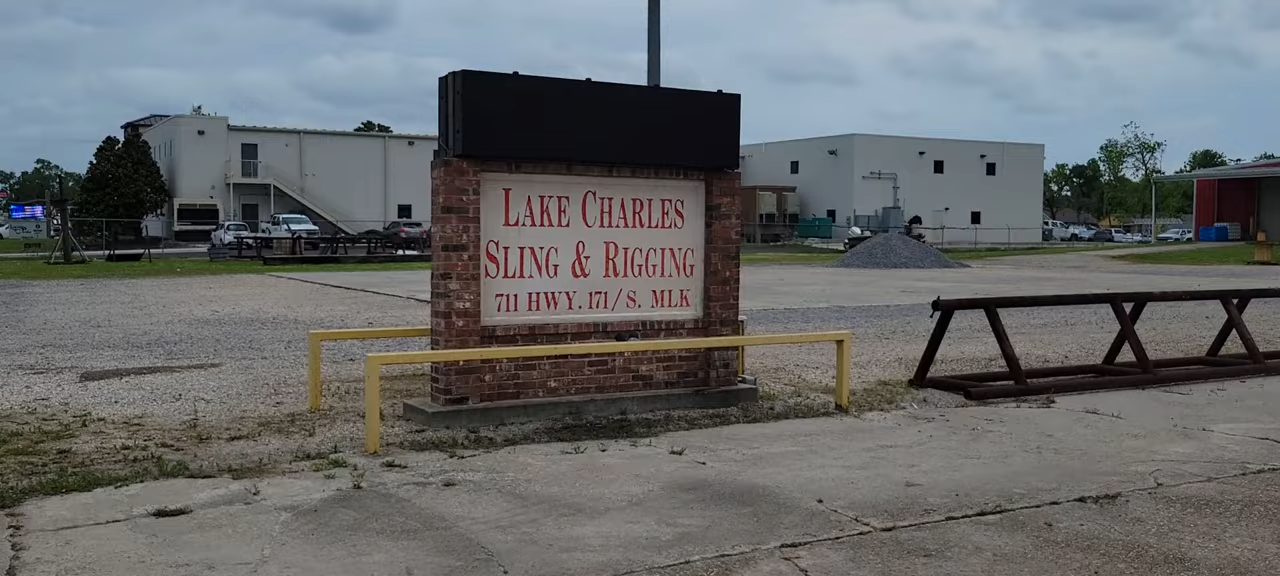 LAKE CHARLES
SLING & RIGGING
711 HWY. 171/S. MLK